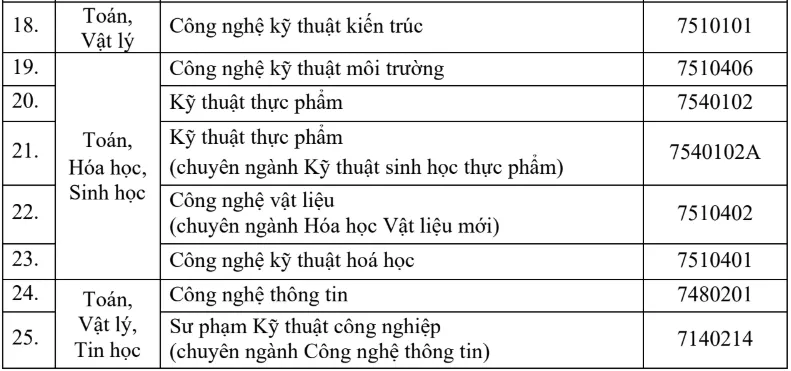 18. Toán, Vật lý Công nghệ kỹ thuật kiến trúc 7510101
19. Công nghệ kỹ thuật môi trường 7510406
20. Kỹ thuật thực phẩm 7540102
Toán,
Hóa học,
Sinh học
21. Kỹ thuật thực phẩm
(chuyên ngành Kỹ thuật sinh học thực phẩm) 7540102A
22. Công nghệ vật liệu
(chuyên ngành Hóa học Vật liệu mới) 7510402
23. Công nghệ kỹ thuật hoá học 7510401
24. Công nghệ thông tin 7480201
Toán,
Vật lý,
Tin học
25. Sư phạm Kỹ thuật công nghiệp
(chuyên ngành Công nghệ thông tin) 7140214